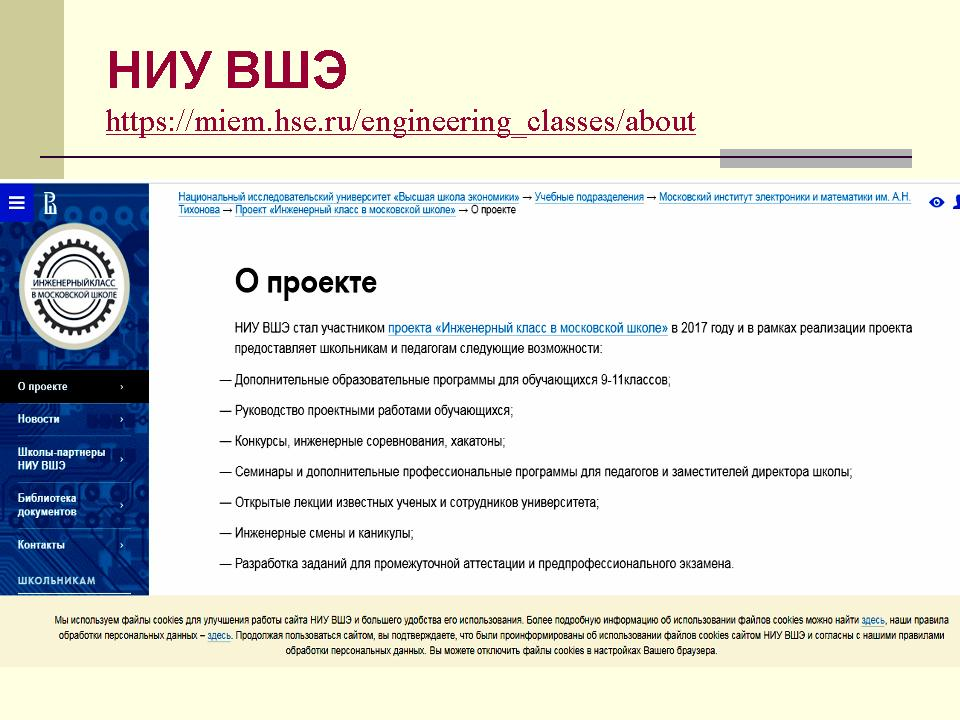 НИУ ВШЭ
https://miem.hse.ru/engineering_classes/about
Национальный исследовательский университет «Высшая школа экономики» → Учебные подразделения → Московский институт электроники и математики им. А.Н.
Тихонова → Проект «Инженерный класс в московской школе» → О проекте
ИНЖЕНЕРНЫЙ КЛАСС
В МОСКОВСКОЙ ШКОЛЕ
О проекте
Новости
Школы-партнеры
НИУ ВШЭ
Библиотека
документов
Контакты
ШКОЛЬНИКАМ
О проекте
НИУ ВШЭ стал участником проекта «Инженерный класс в московской школе» в 2017 году и в рамках реализации проекта
предоставляет школьникам и педагогам следующие возможности:
— Дополнительные образовательные программы для обучающихся 9-11классов;
— Руководство проектными работами обучающихся;
— Конкурсы, инженерные соревнования, хакатоны;
— Семинары и дополнительные профессиональные программы для педагогов и заместителей директора школы;
— Открытые лекции известных ученых и сотрудников университета;
— Инженерные смены и каникулы;
— Разработка заданий для промежуточной аттестации и предпрофессионального экзамена.
Мы используем файлы cookies для улучшения работы сайта НИУ ВШЭ и большего удобства его использования. Более подробную информацию об использовании файлов cookies можно найти здесь, наши правила
обработки персональных данных – здесь. Продолжая пользоваться сайтом, вы подтверждаете, что были проинформированы об использовании файлов cookies сайтом НИУ ВШЭ и согласны с нашими правилами
обработки персональных данных. Вы можете отключить файлы cookies в настройках Вашего браузера.